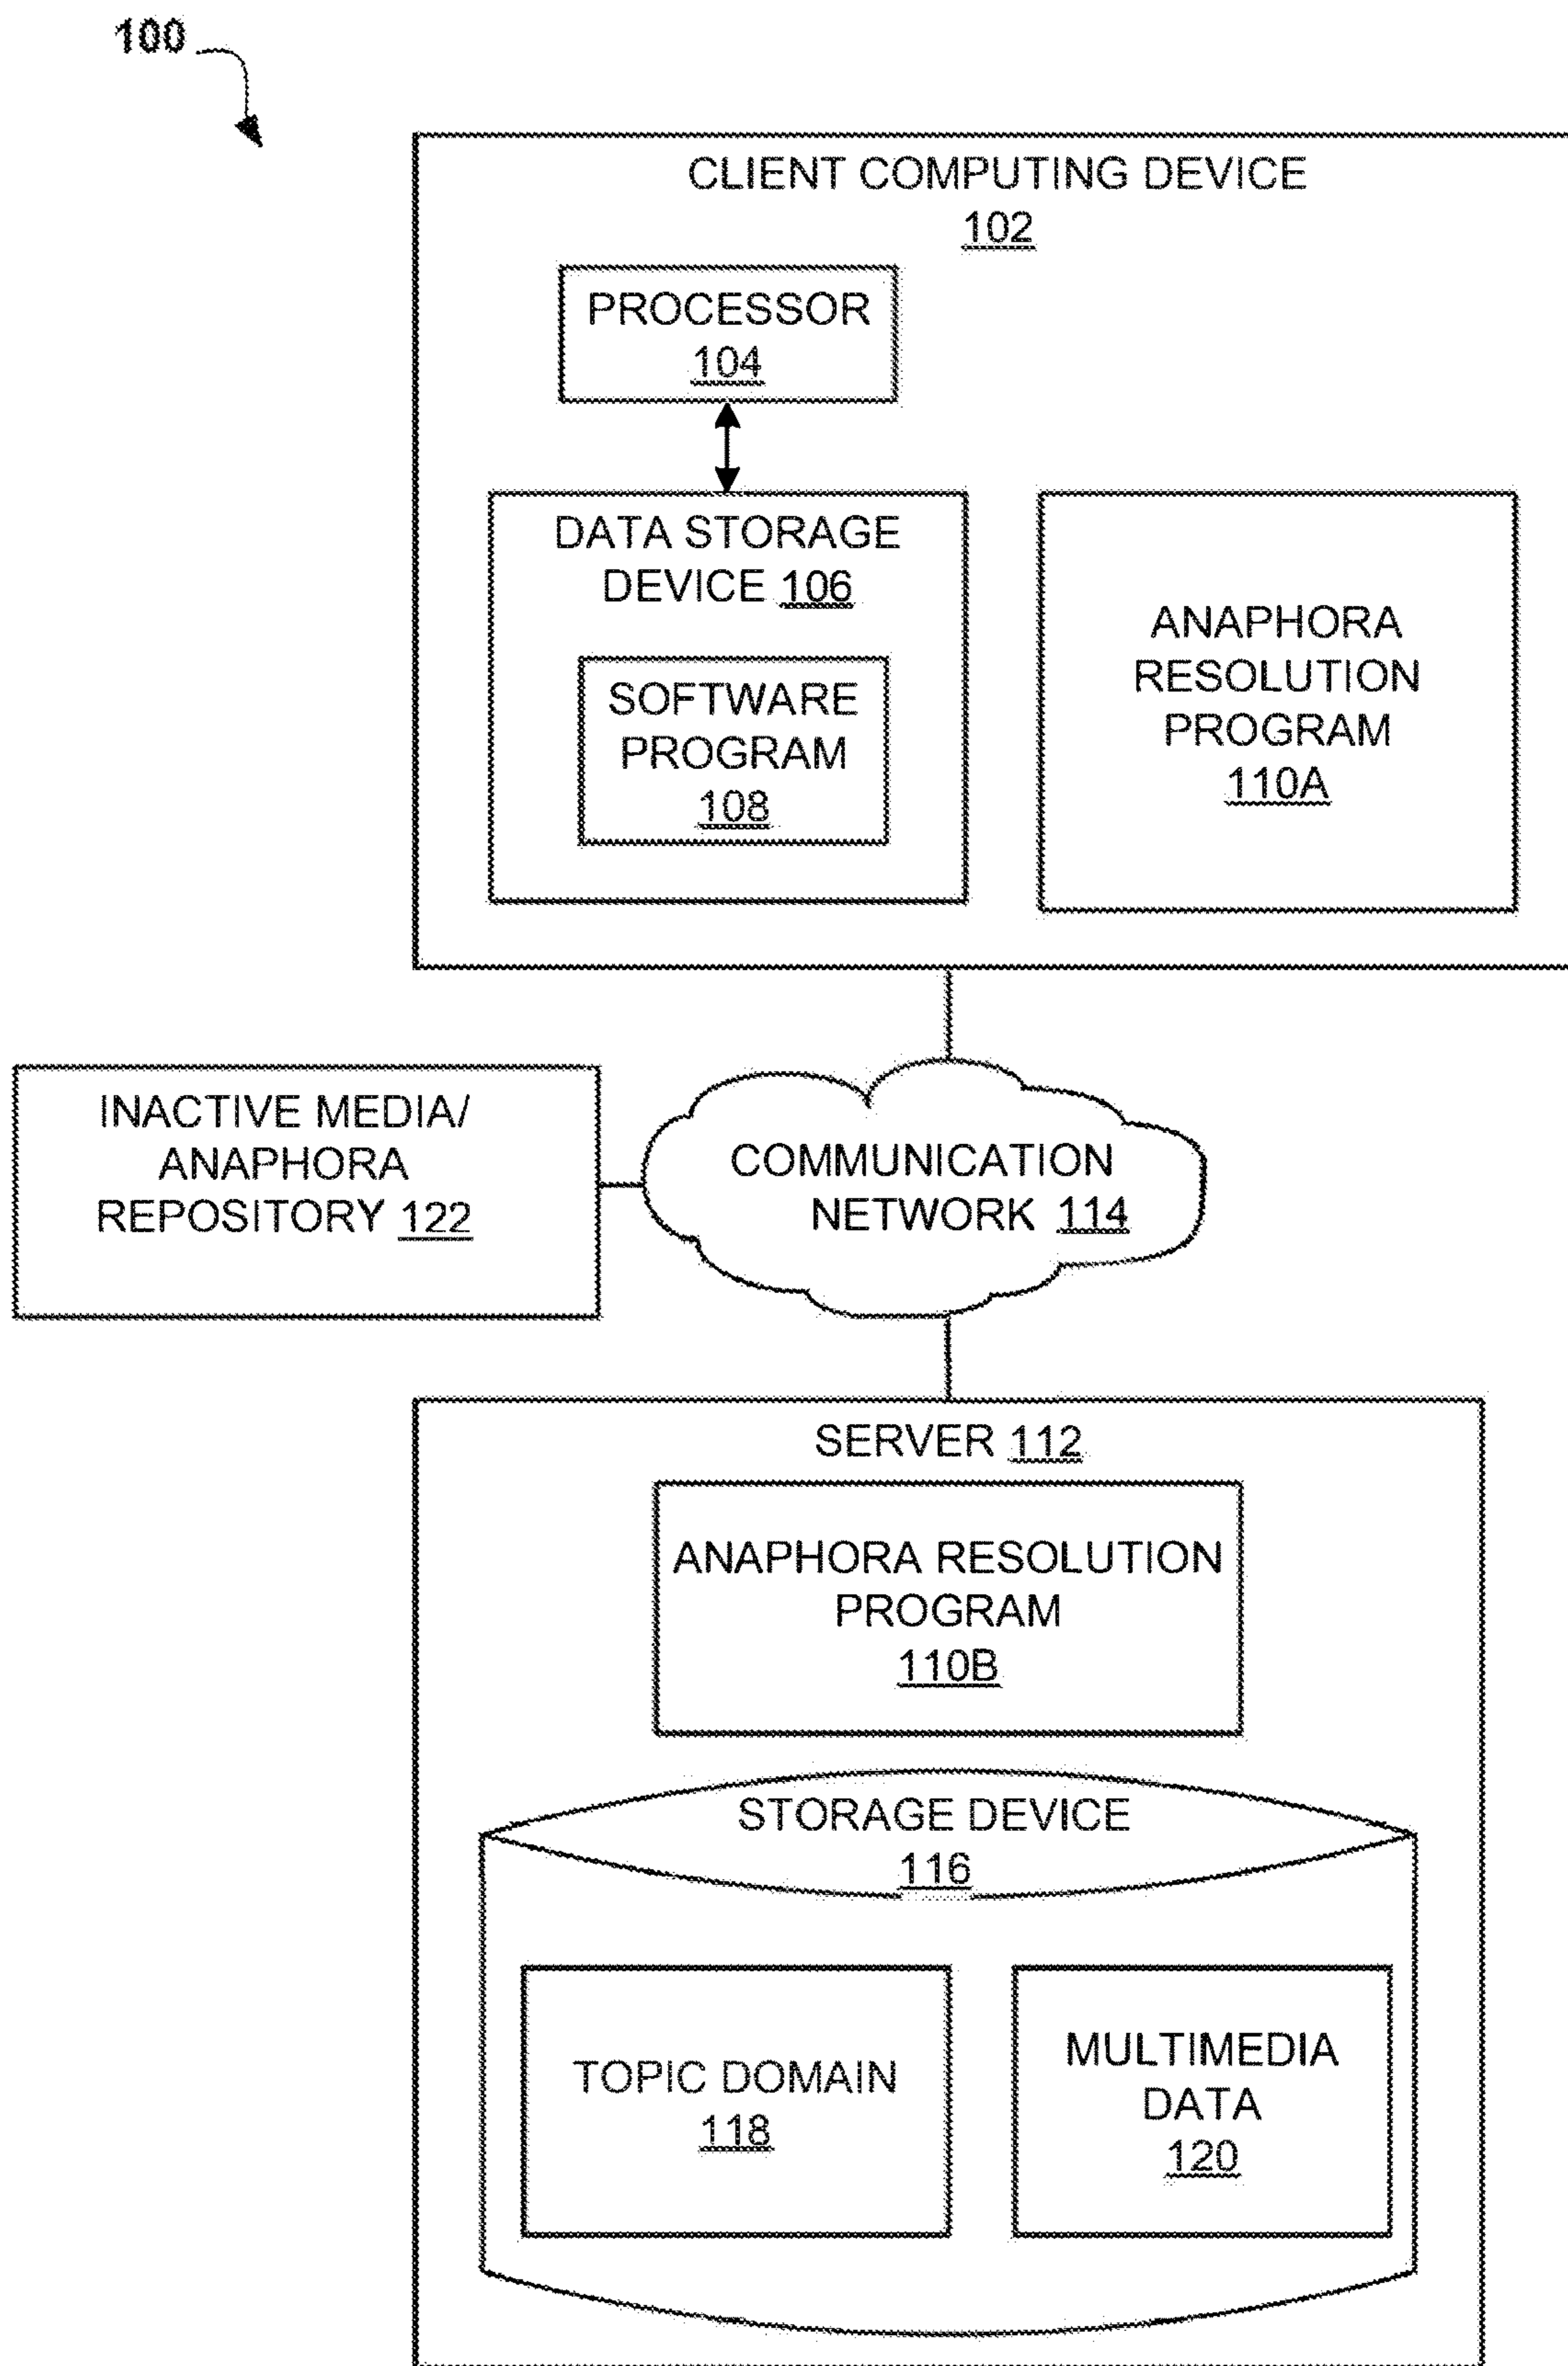 100
CLIENT COMPUTING DEVICE
102
PROCESSOR
104
DATA STORAGE
DEVICE 106
SOFTWARE
PROGRAM
108
ANAPHORA
RESOLUTION
PROGRAM
110A
INACTIVE MEDIA/
ANAPHORA
REPOSITORY 122
COMMUNICATION
NETWORK 114
SERVER 112
ANAPHORA RESOLUTION
PROGRAM
110B
STORAGE DEVICE
116
TOPIC DOMAIN
118
MULTIMEDIA
DATA
120